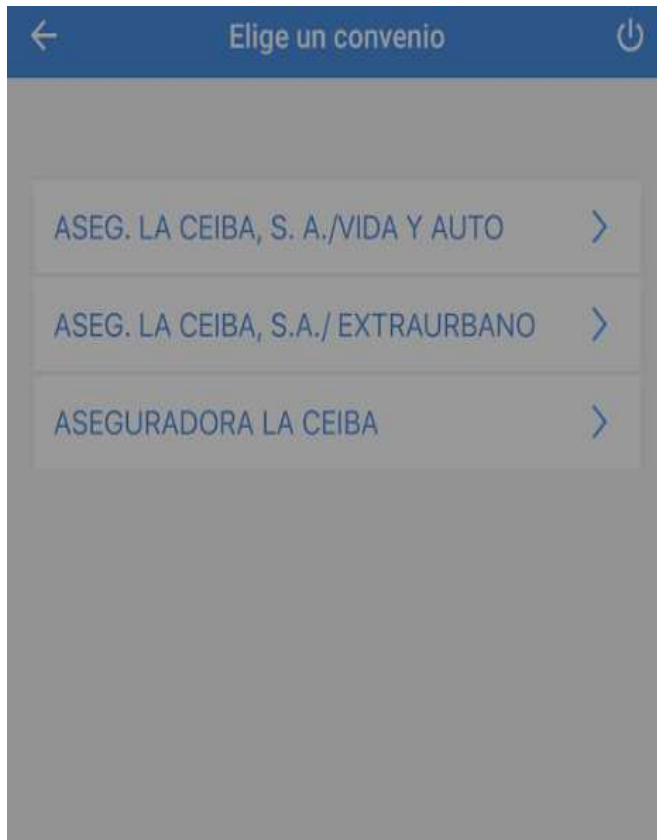 Elige un convenio
ASEG. LA CEIBA, S. A./VIDA Y AUTO
ASEG. LA CEIBA, S.A./ EXTRAURBANO
ASEGURADORA LA CEIBA